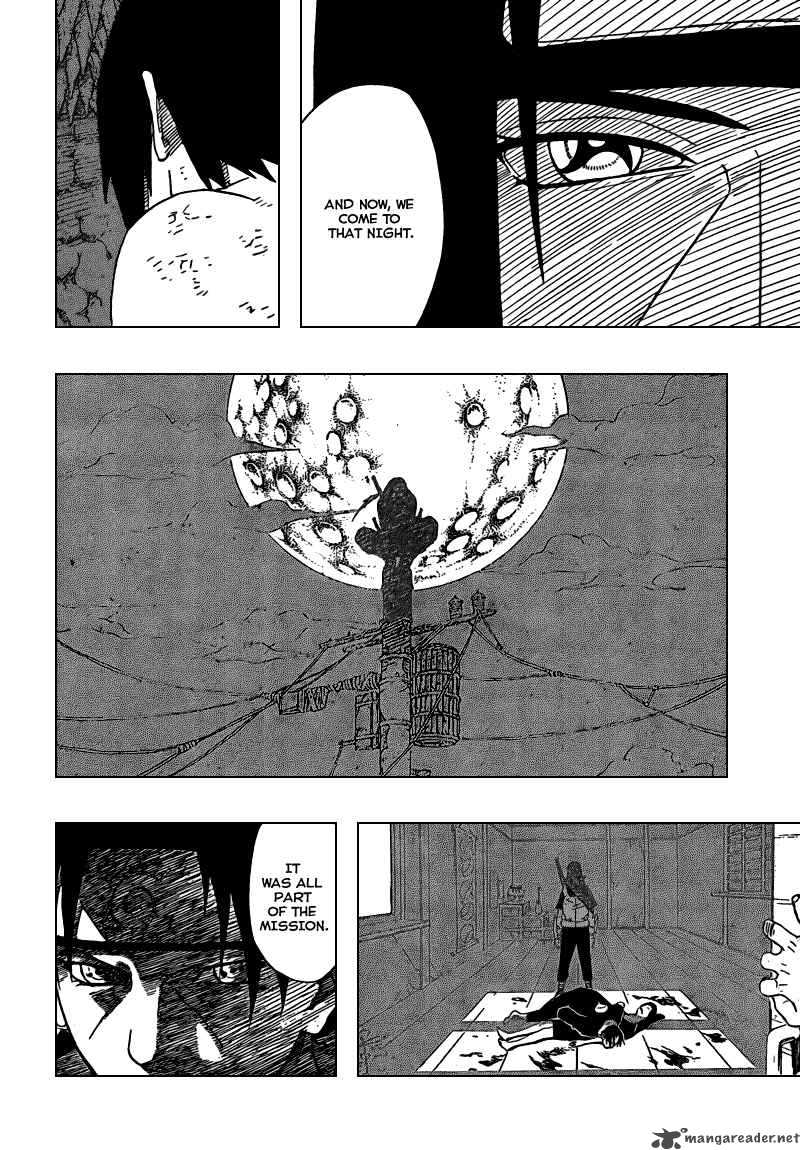 AND NOW, WE
COME TO
THAT NIGHT.
IT
WAS ALL
PART
OF THE
MISSION.
mangareader.net